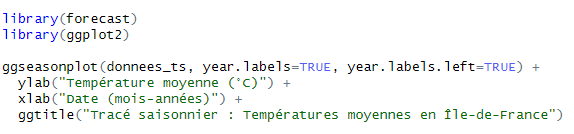 library(forecast)
library(ggplot2)
ggseasonplot(donnees_ts, year.labels=TRUE, year.labels.left=TRUE) +
ylab("Température moyenne (°C)") +
xlab("Date (mois-années)") +
ggtitle("Tracé saisonnier : Températures moyennes en Île-de-France")